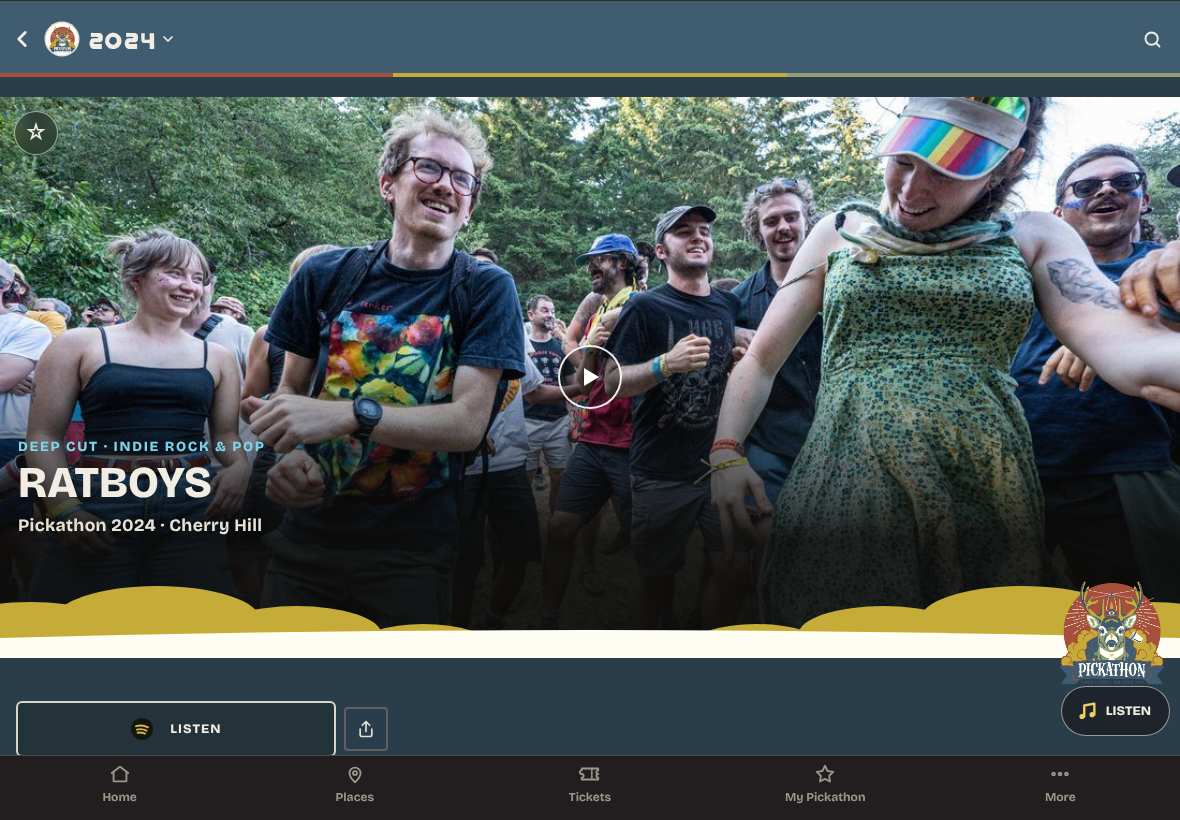 2024
DEEP CUT · INDIE ROCK & POP
RATBOYS
Pickathon 2024 · Cherry Hill
PICKATHON
LISTEN
LISTEN
Home
Places
Tickets
My Pickathon
More